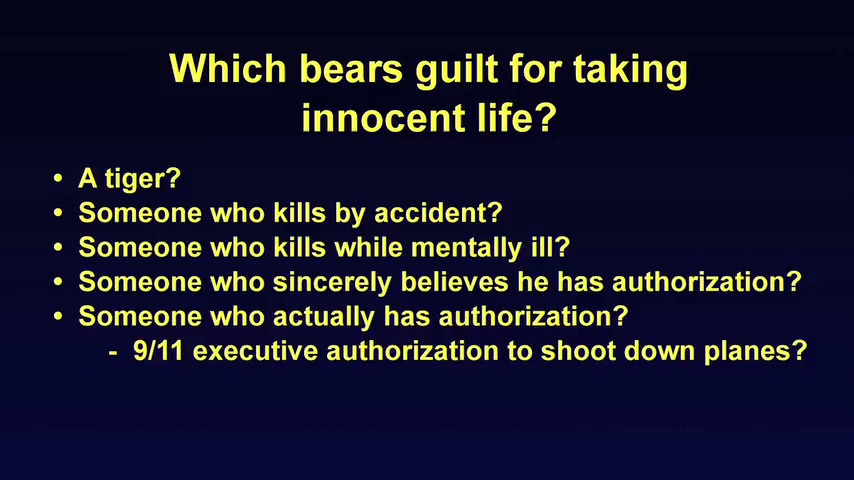 Which bears guilt for taking
innocent life?
• A tiger?
• Someone who kills by accident?
• Someone who kills while mentally ill?
• Someone who sincerely believes he has authorization?
• Someone who actually has authorization?
- 9/11 executive authorization to shoot down planes?